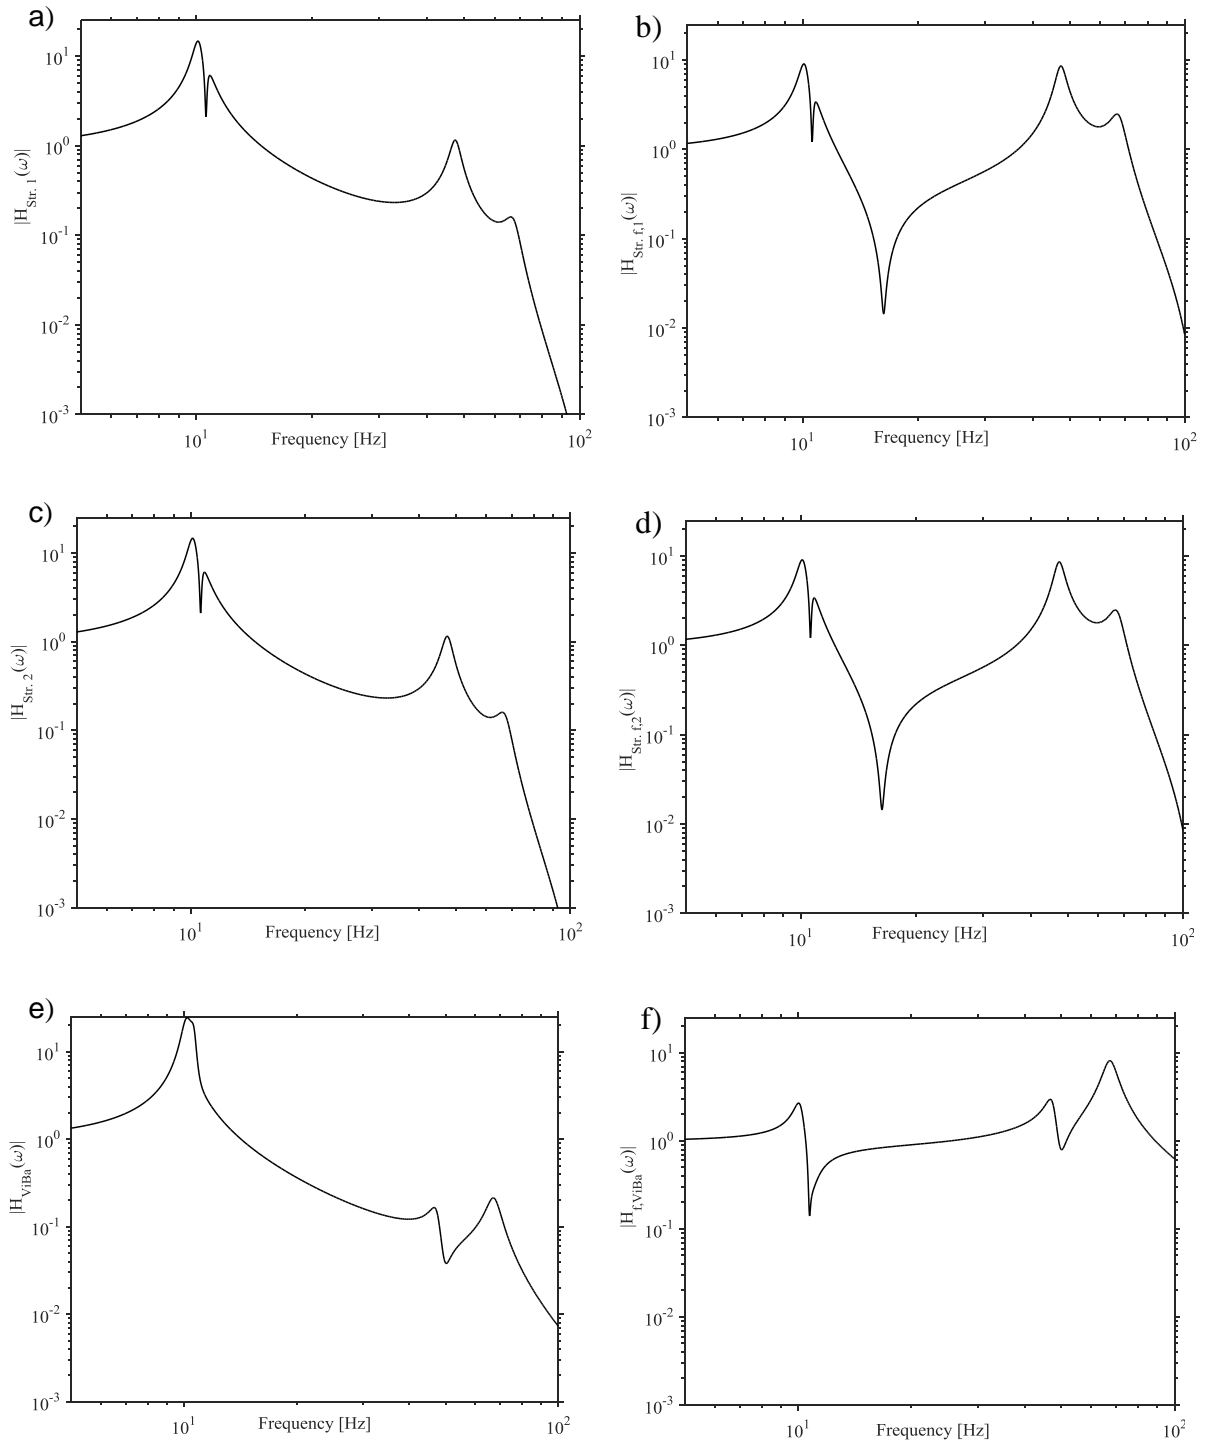 a)
10^1
10^0
10^-1
10^-2
10^-3
|H_Str. 1(ω)|
10^1
Frequency [Hz]
10^2
b)
10^1
10^0
10^-1
10^-2
10^-3
|H_Str. f,1(ω)|
10^1
Frequency [Hz]
10^2
c)
10^1
10^0
10^-1
10^-2
10^-3
|H_Str. 2(ω)|
10^1
Frequency [Hz]
10^2
d)
10^1
10^0
10^-1
10^-2
10^-3
|H_Str. f,2(ω)|
10^1
Frequency [Hz]
10^2
e)
10^1
10^0
10^-1
10^-2
10^-3
|H_ViBa(ω)|
10^1
Frequency [Hz]
10^2
f)
10^1
10^0
10^-1
10^-2
10^-3
|H_f,ViBa(ω)|
10^1
Frequency [Hz]
10^2